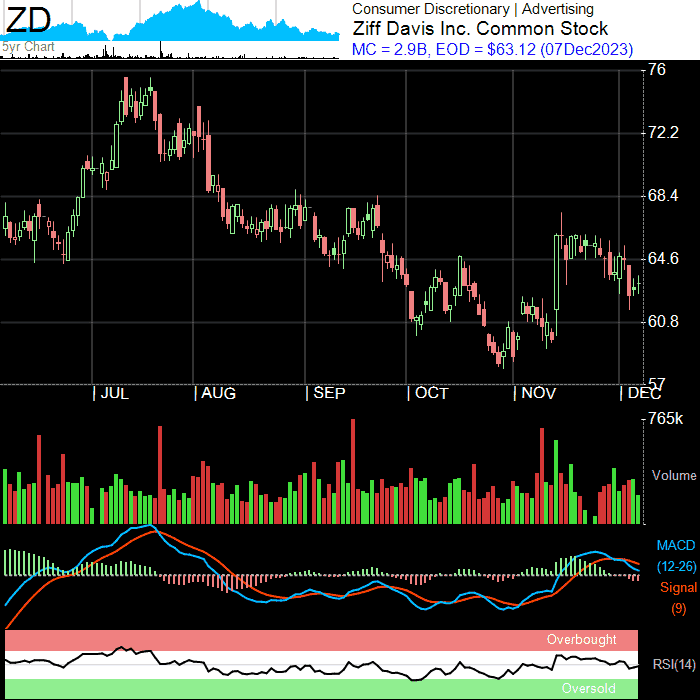 ZD
5yr Chart
Consumer Discretionary | Advertising
Ziff Davis Inc. Common Stock
MC = 2.9B, EOD = $63.12 (07Dec2023)
76
72.2
68.4
64.6
60.8
57
| JUL | AUG | SEP | OCT | NOV | DEC
765k
Volume
MACD
(12-26)
Signal
(9)
Overbought
RSI(14)
Oversold